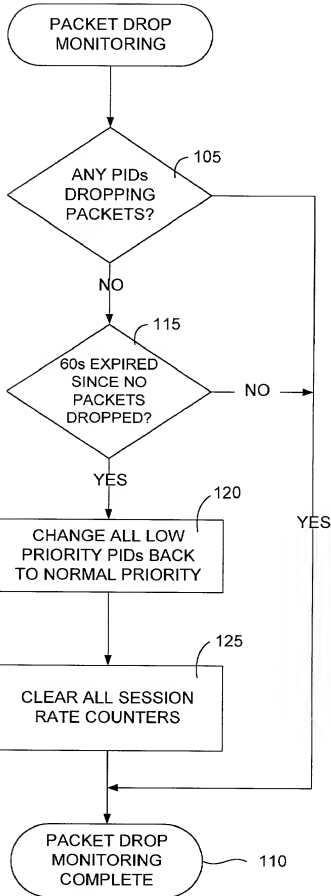 PACKET DROP
MONITORING
105
ANY PIDs
DROPPING
PACKETS?
NO
115
60s EXPIRED
SINCE NO
PACKETS
DROPPED?
NO
YES
120
CHANGE ALL LOW
PRIORITY PIDs BACK
TO NORMAL PRIORITY
YES
125
CLEAR ALL SESSION
RATE COUNTERS
PACKET DROP
MONITORING
COMPLETE
110